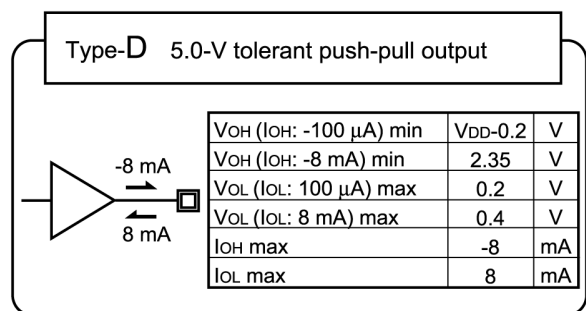 Type-D 5.0-V tolerant push-pull output
-8 mA
8 mA
VOH (IOH: -100 μA) min VDD-0.2 V
VOH (IOH: -8 mA) min 2.35 V
VOL (IOL: 100 μA) max 0.2 V
VOL (IOL: 8 mA) max 0.4 V
IOH max -8 mA
IOL max 8 mA